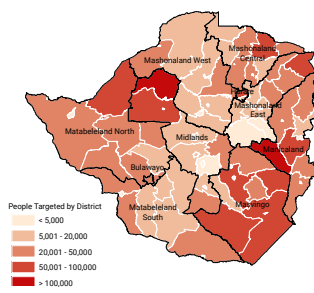 Mashonaland West
Mashonaland
Central
Harare
Mashonaland
East
Matabeleland North
Midlands
Manicaland
Bulawayo
Masvingo
Matabeleland
South
People Targeted by District
< 5,000
5,001 - 20,000
20,001 - 50,000
50,001 - 100,000
> 100,000